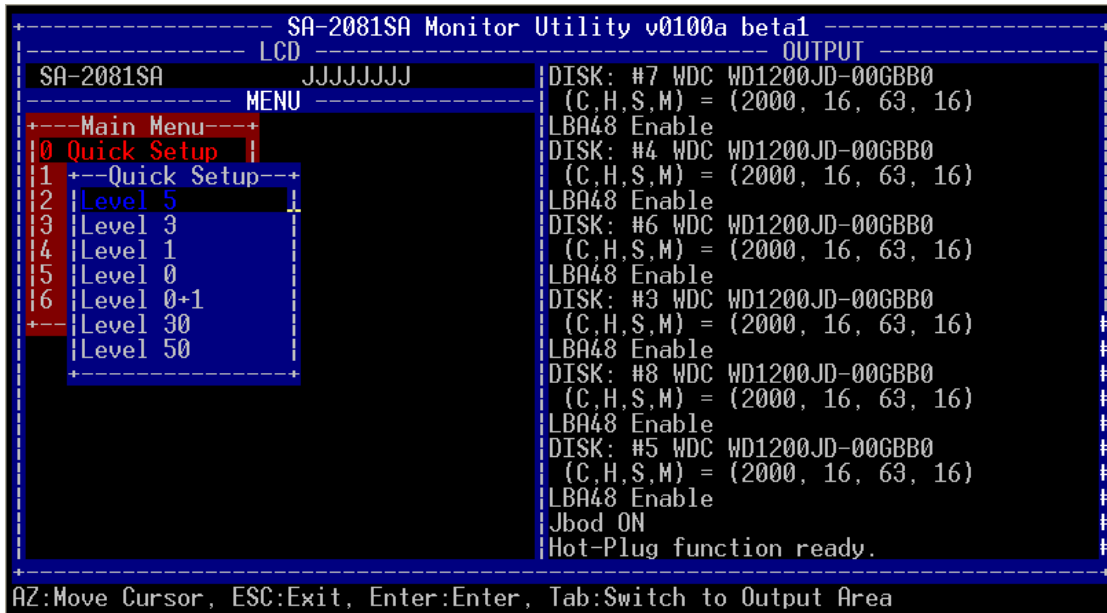 SA-2081SA Monitor Utility v0100a beta1
LCD
SA-2081SA JJJJJJJJ
MENU
Main Menu
0 Quick Setup
1
2
3
4
5
6
Quick Setup
Level 5
Level 3
Level 1
Level 0
Level 0+1
Level 30
Level 50
OUTPUT
DISK: #7 WDC WD1200JD-00GBB0
(C,H,S,M) = (2000, 16, 63, 16)
LBA48 Enable
DISK: #4 WDC WD1200JD-00GBB0
(C,H,S,M) = (2000, 16, 63, 16)
LBA48 Enable
DISK: #6 WDC WD1200JD-00GBB0
(C,H,S,M) = (2000, 16, 63, 16)
LBA48 Enable
DISK: #3 WDC WD1200JD-00GBB0
(C,H,S,M) = (2000, 16, 63, 16)
LBA48 Enable
DISK: #8 WDC WD1200JD-00GBB0
(C,H,S,M) = (2000, 16, 63, 16)
LBA48 Enable
DISK: #5 WDC WD1200JD-00GBB0
(C,H,S,M) = (2000, 16, 63, 16)
LBA48 Enable
Jbod ON
Hot-Plug function ready.
AZ:Move Cursor, ESC:Exit, Enter:Enter, Tab:Switch to Output Area